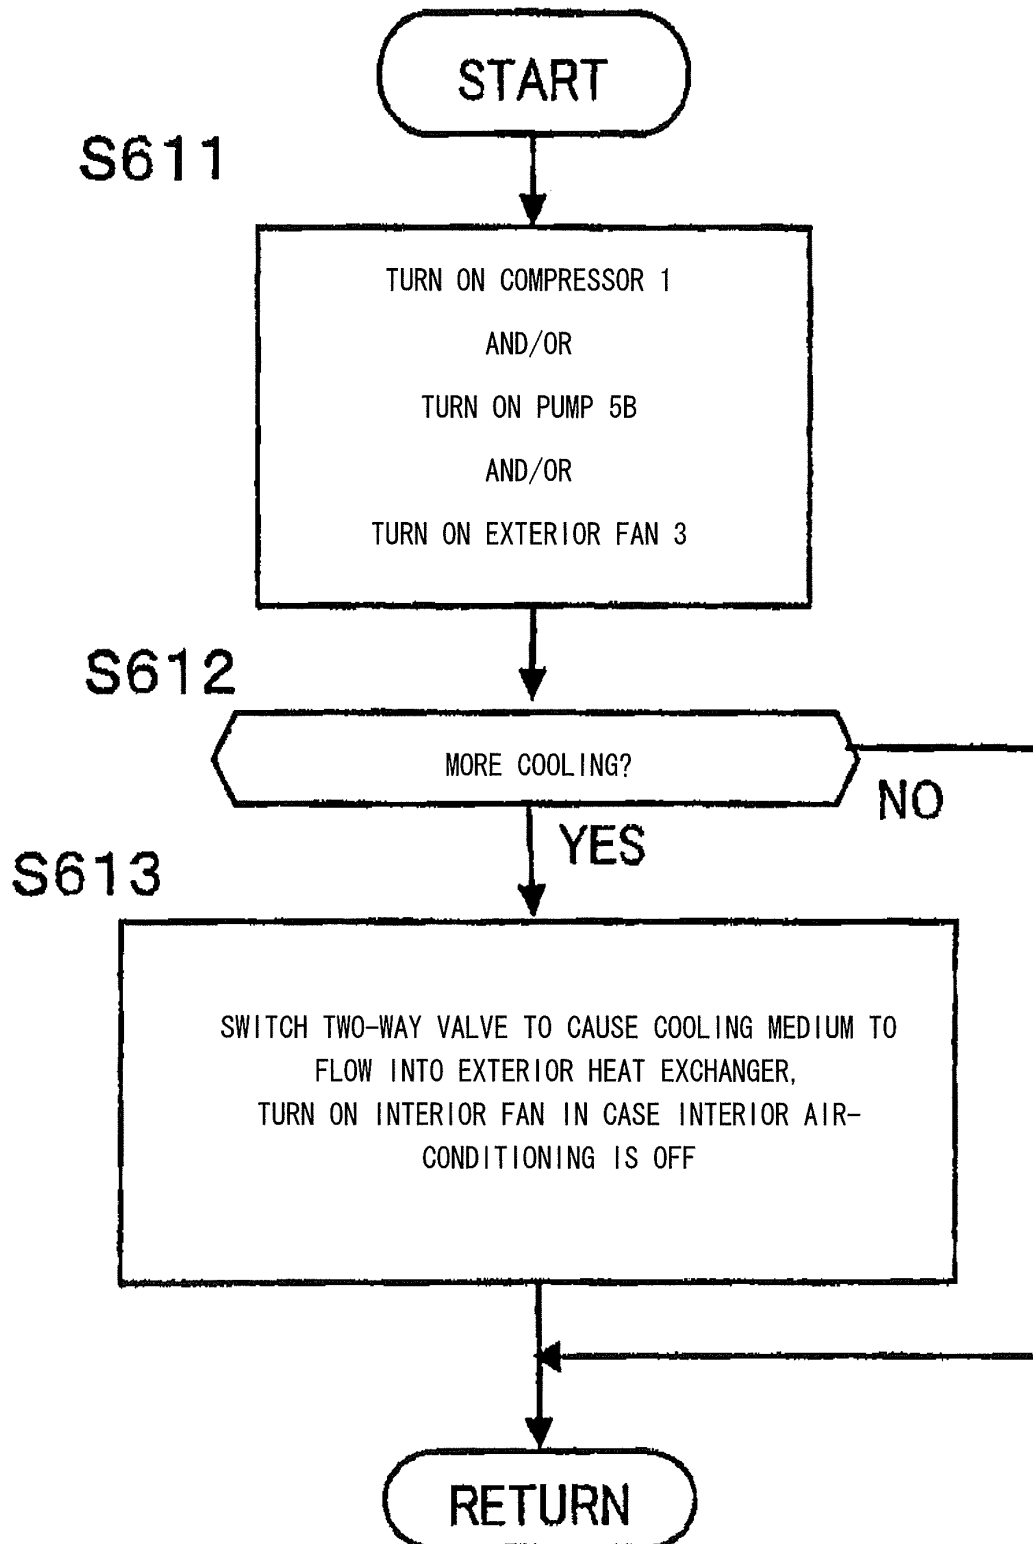 START
S611
TURN ON COMPRESSOR 1
AND/OR
TURN ON PUMP 5B
AND/OR
TURN ON EXTERIOR FAN 3
S612
MORE COOLING?
NO
YES
S613
SWITCH TWO-WAY VALVE TO CAUSE COOLING MEDIUM TO
FLOW INTO EXTERIOR HEAT EXCHANGER,
TURN ON INTERIOR FAN IN CASE INTERIOR AIR-
CONDITIONING IS OFF
RETURN